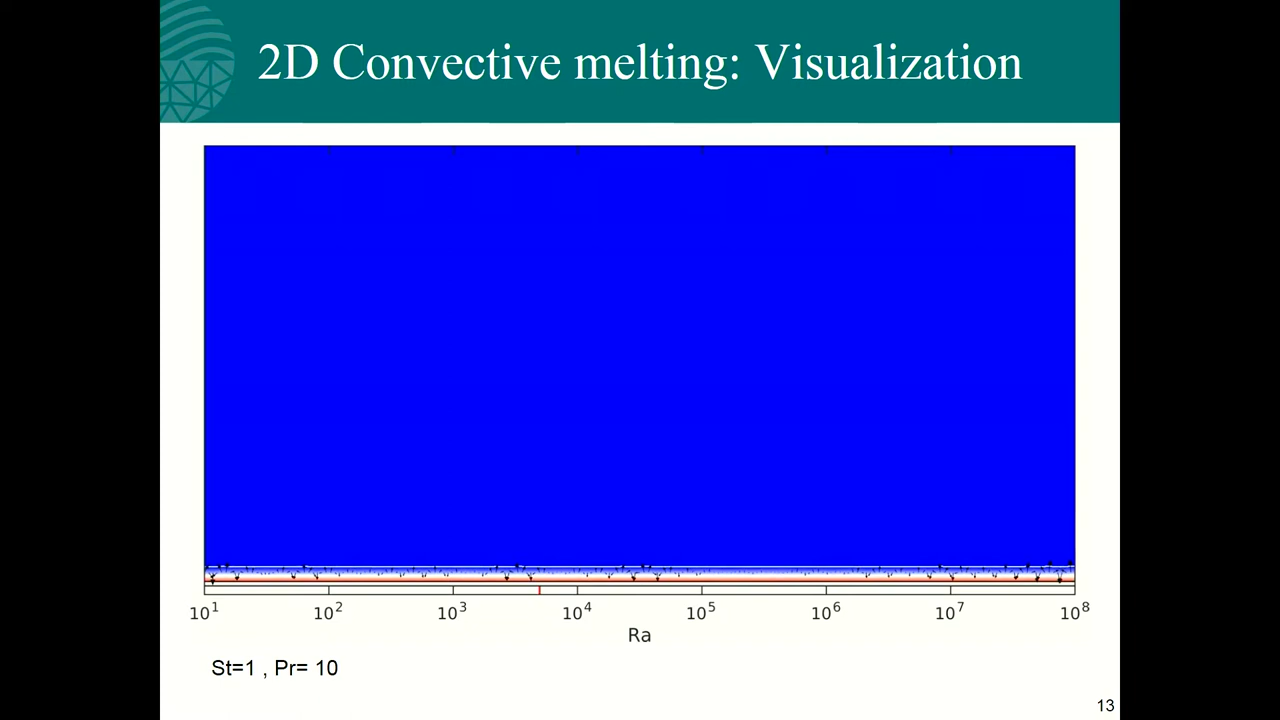 2D Convective melting: Visualization
10¹ 10² 10³ 10⁴ 10⁵ 10⁶ 10⁷ 10⁸
Ra
St=1 , Pr= 10
13